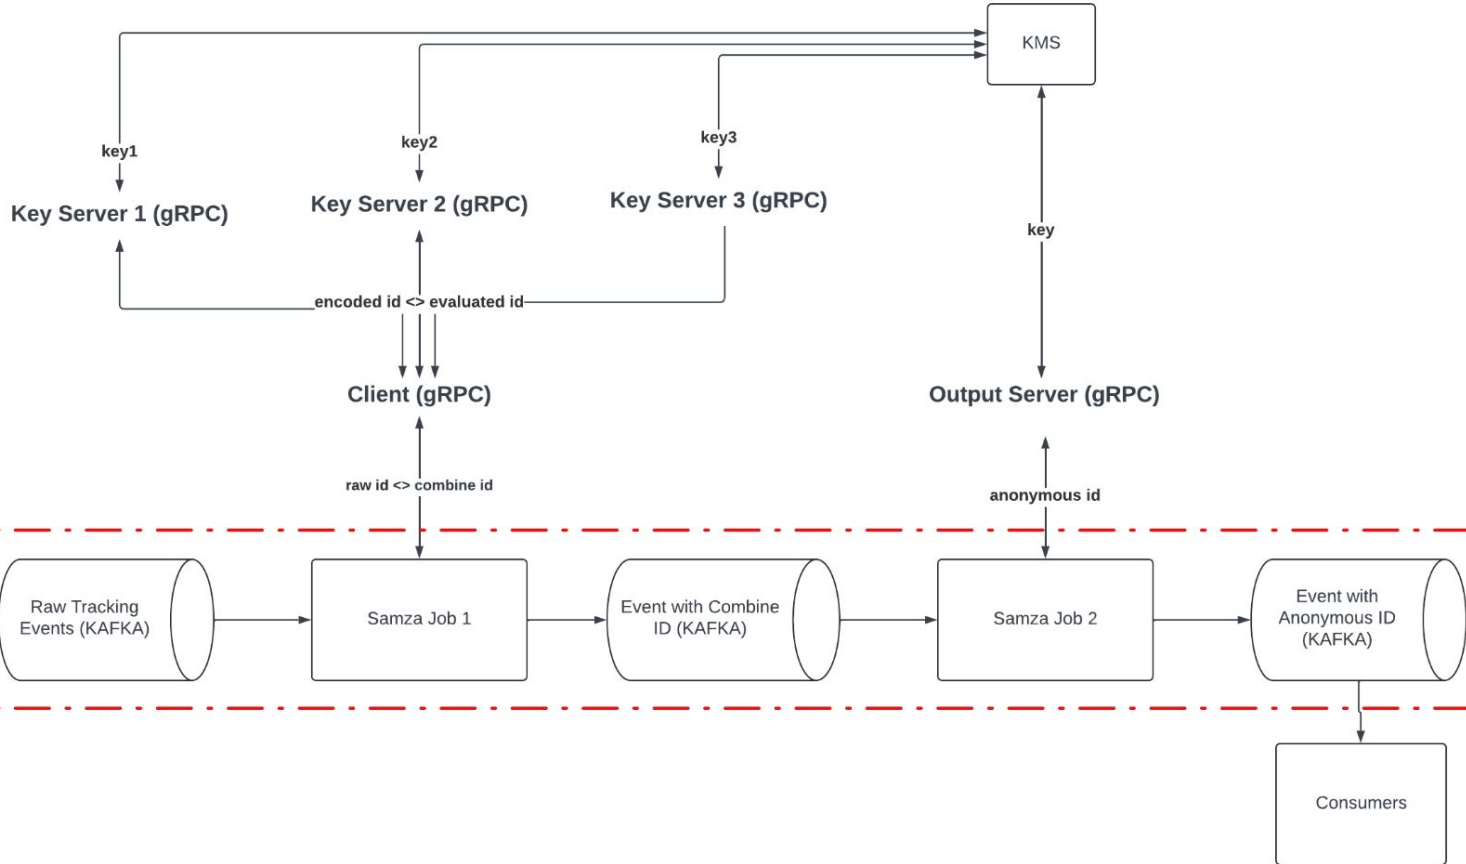 KMS
key1
key2
key3
Key Server 1 (gRPC)
Key Server 2 (gRPC)
Key Server 3 (gRPC)
key
encoded id <> evaluated id
Client (gRPC)
Output Server (gRPC)
raw id <> combine id
anonymous id
Raw Tracking
Events (KAFKA)
Samza Job 1
Event with Combine
ID (KAFKA)
Samza Job 2
Event with
Anonymous ID
(KAFKA)
Consumers